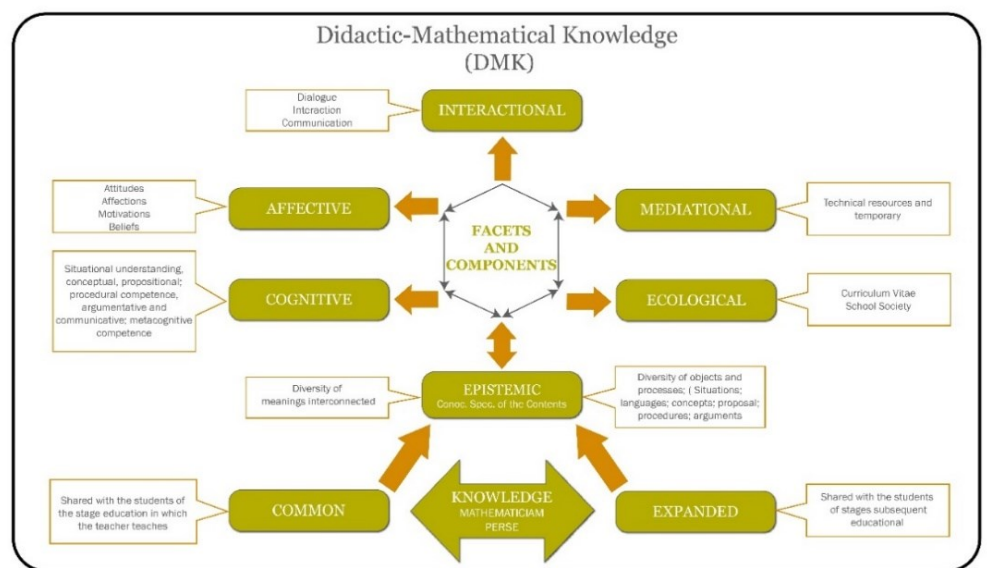 Didactic-Mathematical Knowledge
(DMK)
Dialogue
Interaction
Communication
INTERACTIONAL
Attitudes
Affections
Motivations
Beliefs
AFFECTIVE
FACETS
AND
COMPONENTS
MEDIATIONAL
Technical resources and
temporary
Situational understanding,
conceptual, propositional;
procedural competence,
argumentative and
communicative; metacognitive
competence
COGNITIVE
ECOLOGICAL
Curriculum Vitae
School Society
Diversity of
meanings interconnected
EPISTEMIC
Conoc. Spec. of the Contents
Diversity of objects and
processes; ( Situations;
languages; concepts; proposal;
procedures; arguments
Shared with the students of
the stage education in which
the teacher teaches
COMMON
KNOWLEDGE
MATHEMATICIAM
PERSE
EXPANDED
Shared with the students
of stages subsequent
educational